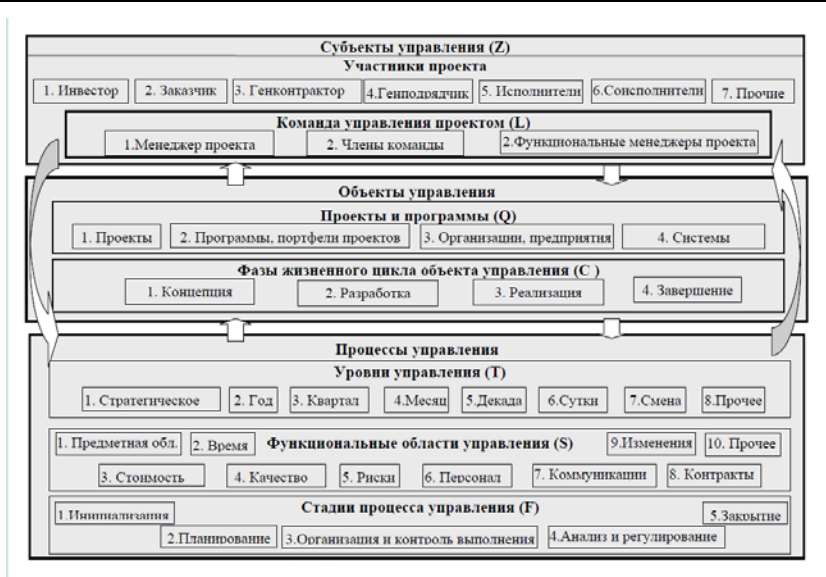 Субъекты управления (Z)
Участники проекта
1. Инвестор 2. Заказчик 3. Генконтрактор 4.Генподрядчик 5. Исполнители 6.Соисполнители 7. Прочие
Команда управления проектом (L)
1.Менеджер проекта 2. Члены команды 2.Функциональные менеджеры проекта
Объекты управления
Проекты и программы (Q)
1. Проекты 2. Программы, портфели проектов 3. Организации, предприятия 4. Системы
Фазы жизненного цикла объекта управления (С )
1. Концепция 2. Разработка 3. Реализация 4. Завершение
Процессы управления
Уровни управления (Т)
1. Стратегическое 2. Год 3. Квартал 4.Месяц 5.Декада 6.Сутки 7.Смена 8.Прочее
1. Предметная обл. 2. Время Функциональные области управления (S) 9.Изменения 10. Прочее
3. Стоимость 4. Качество 5. Риски 6. Персонал 7. Коммуникации 8. Контракты
1.Инициализация Стадии процесса управления (F) 5.Закрытие
2.Планирование 3.Организация и контроль выполнения 4.Анализ и регулирование